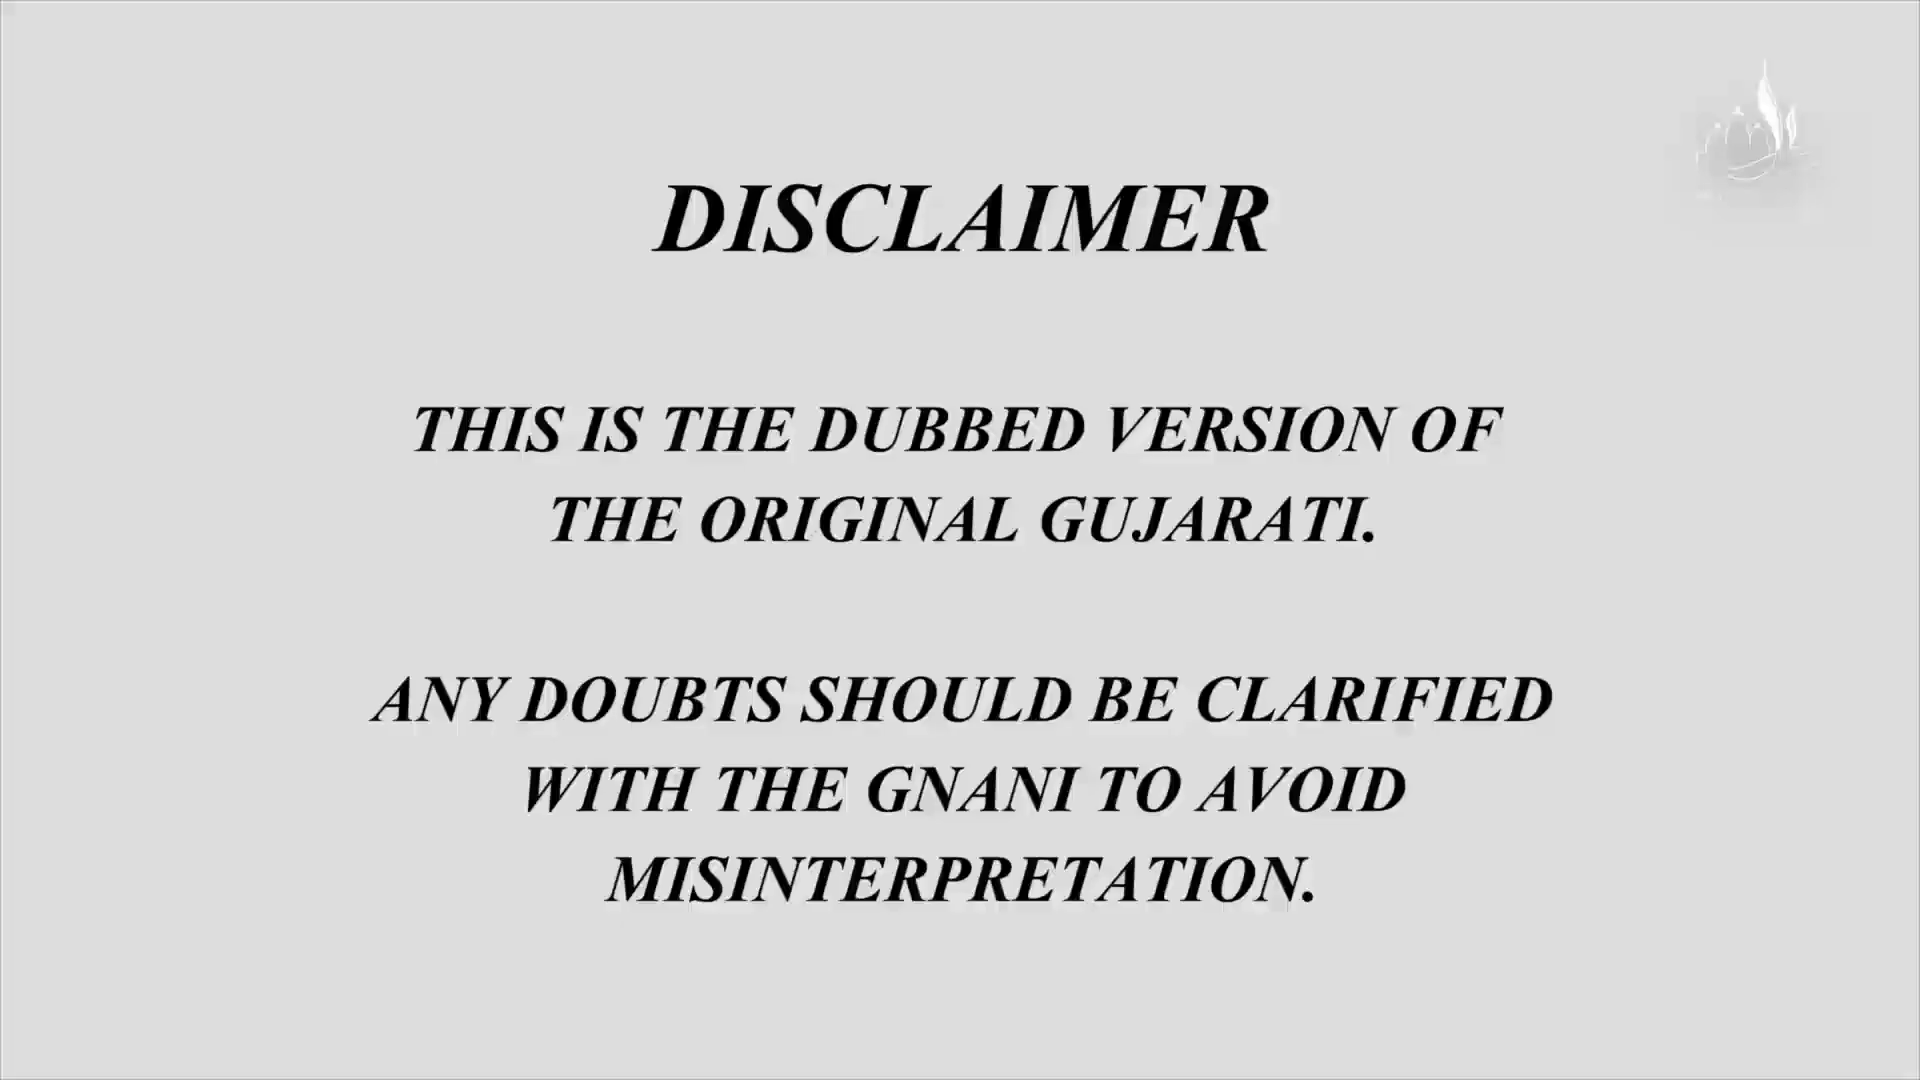 DISCLAIMER
THIS IS THE DUBBED VERSION OF
THE ORIGINAL GUJARATI.
ANY DOUBTS SHOULD BE CLARIFIED
WITH THE GNANI TO AVOID
MISINTERPRETATION.